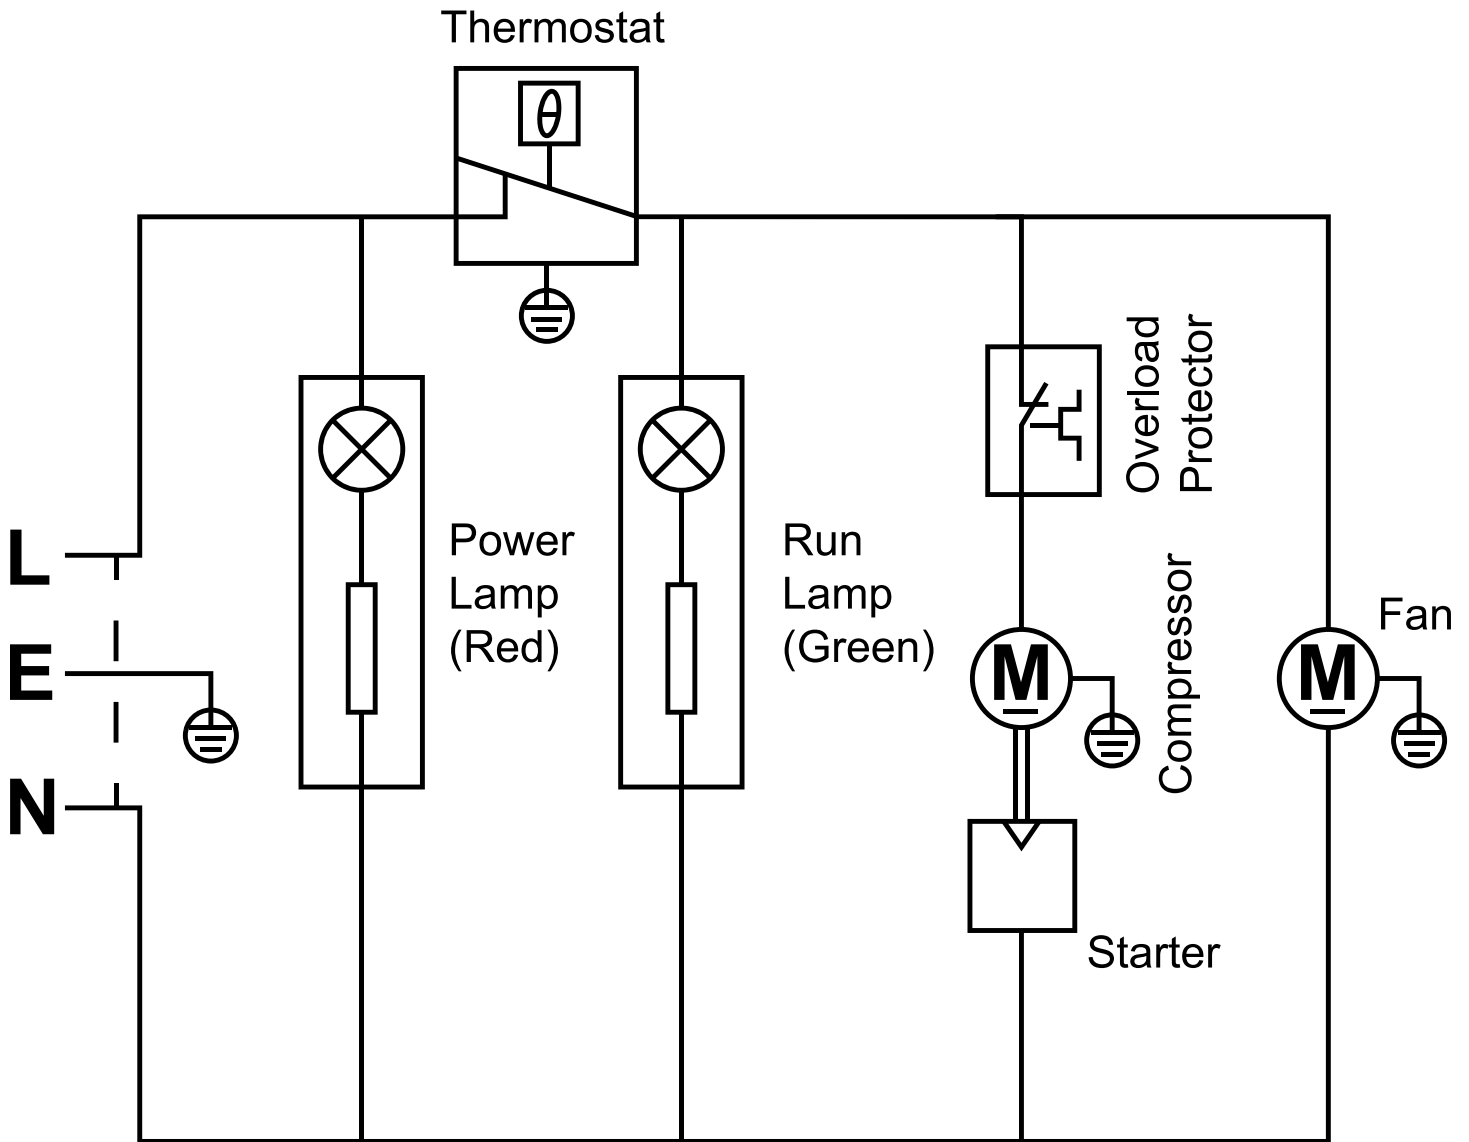 Thermostat
θ
Overload
Protector
L
Power
Lamp
(Red)
Run
Lamp
(Green)
Compressor
Fan
E
M
M
N
Starter